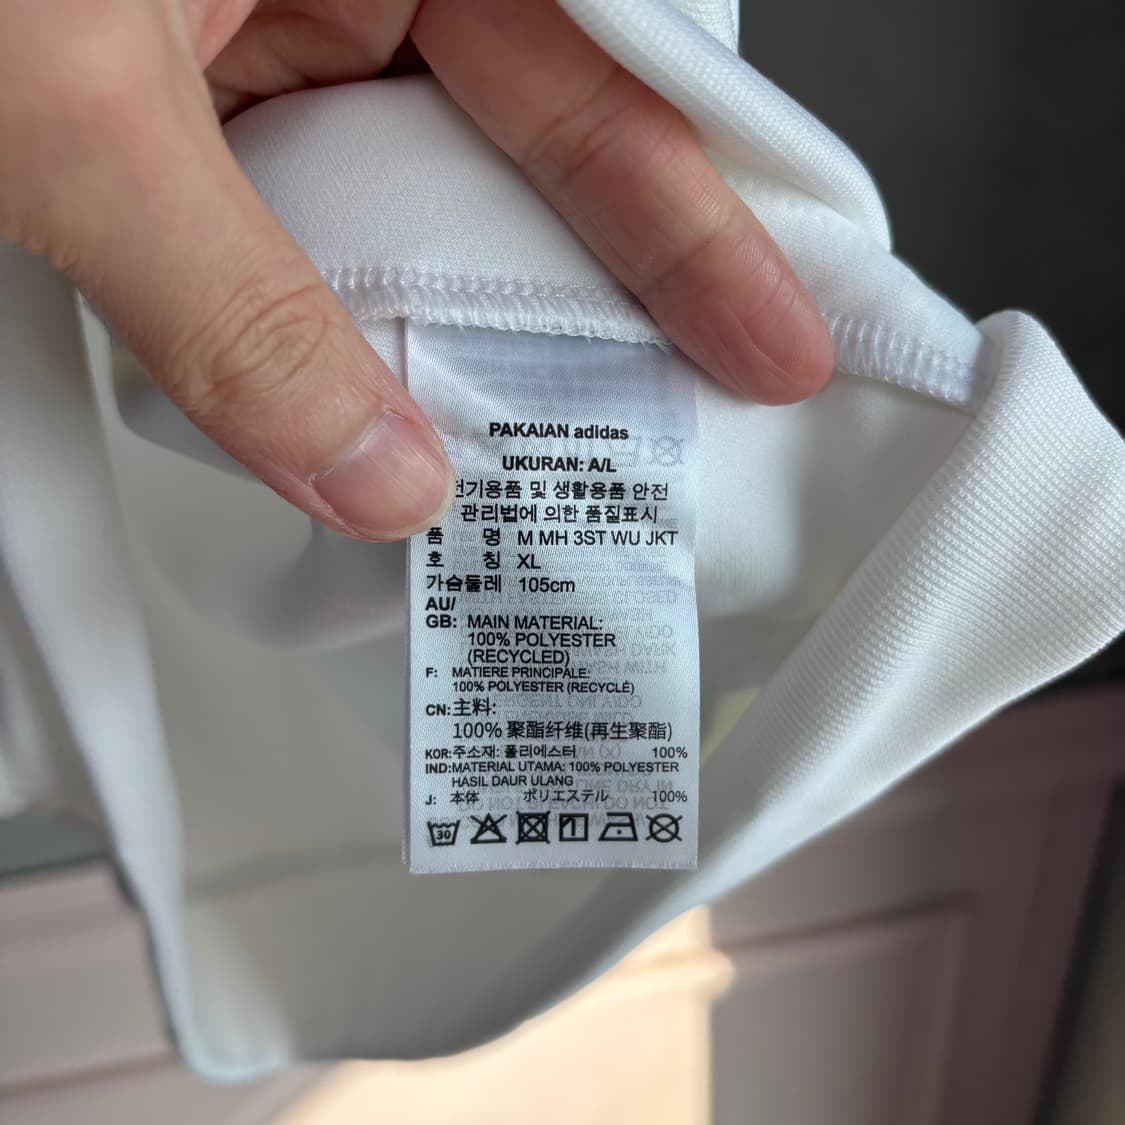 PAKAIAN adidas
UKURAN: A/L
전기용품 및 생활용품 안전
관리법에 의한 품질표시
품 명 M MH 3ST WU JKT
호 칭 XL
가슴둘레 105cm
AU/
GB: MAIN MATERIAL:
100% POLYESTER
(RECYCLED)
F: MATIERE PRINCIPALE:
100% POLYESTER (RECYCLÉ)
CN: 主料:
100% 聚酯纤维(再生聚酯)
KOR: 주소재: 폴리에스터 100%
IND: MATERIAL UTAMA: 100% POLYESTER
HASIL DAUR ULANG
J: 本体 ポリエステル 100%
30